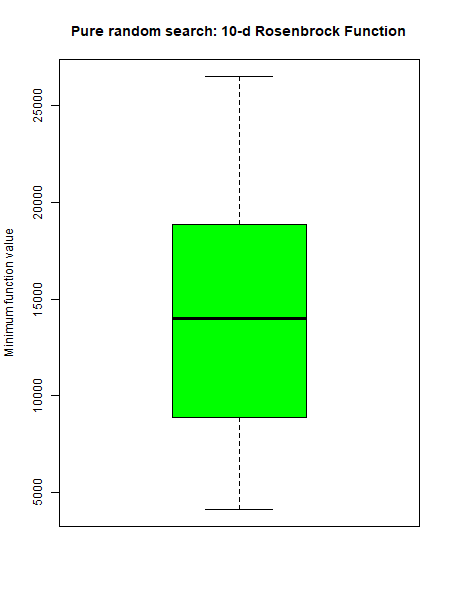 Pure random search: 10-d Rosenbrock Function
Minimum function value
25000
20000
15000
10000
5000